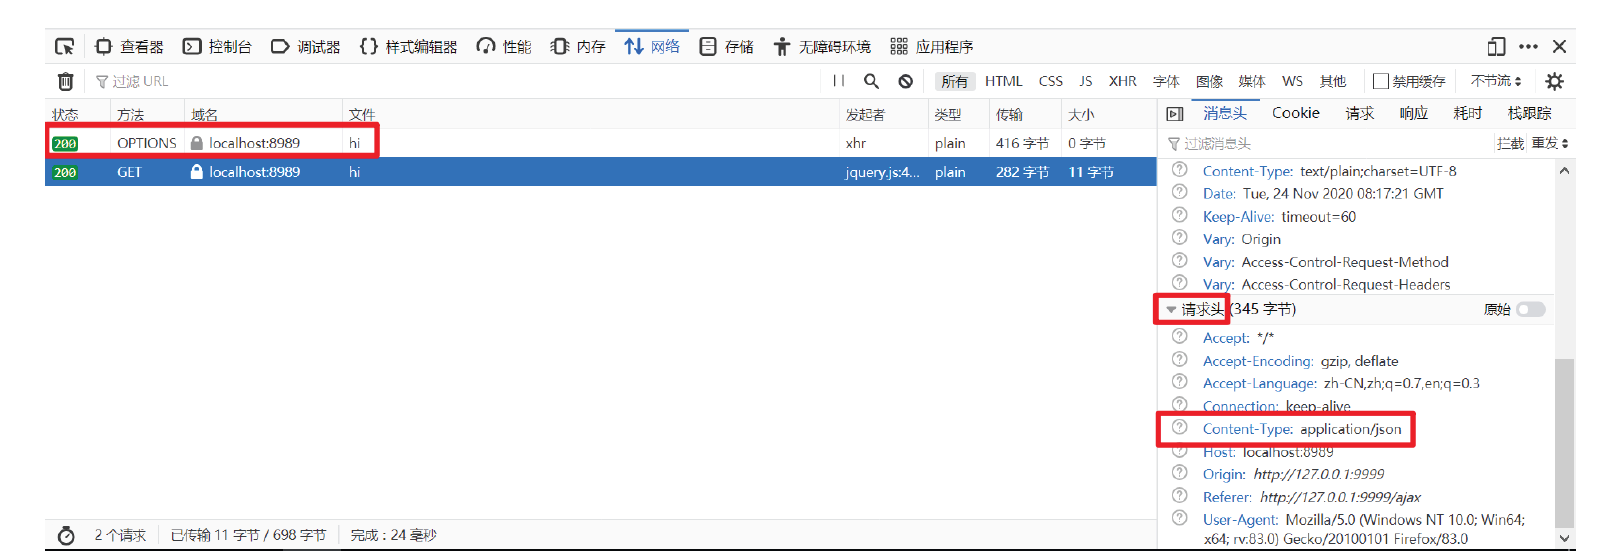 查看器 控制台 调试器 样式编辑器 性能 内存 网络 存储 无障碍环境 应用程序
过滤 URL 所有 HTML CSS JS XHR 字体 图像 媒体 WS 其他 禁用缓存 不节流
状态 方法 域名 文件 发起者 类型 传输 大小
200 OPTIONS localhost:8989 hi xhr plain 416 字节 0 字节
200 GET localhost:8989 hi jquery.js:4... plain 282 字节 11 字节
消息头 Cookie 请求 响应 耗时 栈跟踪
过滤消息头 拦截 重发
Content-Type: text/plain;charset=UTF-8
Date: Tue, 24 Nov 2020 08:17:21 GMT
Keep-Alive: timeout=60
Vary: Origin
Vary: Access-Control-Request-Method
Vary: Access-Control-Request-Headers
请求头 (345 字节) 原始
Accept: */*
Accept-Encoding: gzip, deflate
Accept-Language: zh-CN,zh;q=0.7,en;q=0.3
Connection: keep-alive
Content-Type: application/json
Host: localhost:8989
Origin: http://127.0.0.1:9999
Referer: http://127.0.0.1:9999/ajax
User-Agent: Mozilla/5.0 (Windows NT 10.0; Win64;
x64; rv:83.0) Gecko/20100101 Firefox/83.0
2 个请求 已传输 11 字节 / 698 字节 完成：24 毫秒